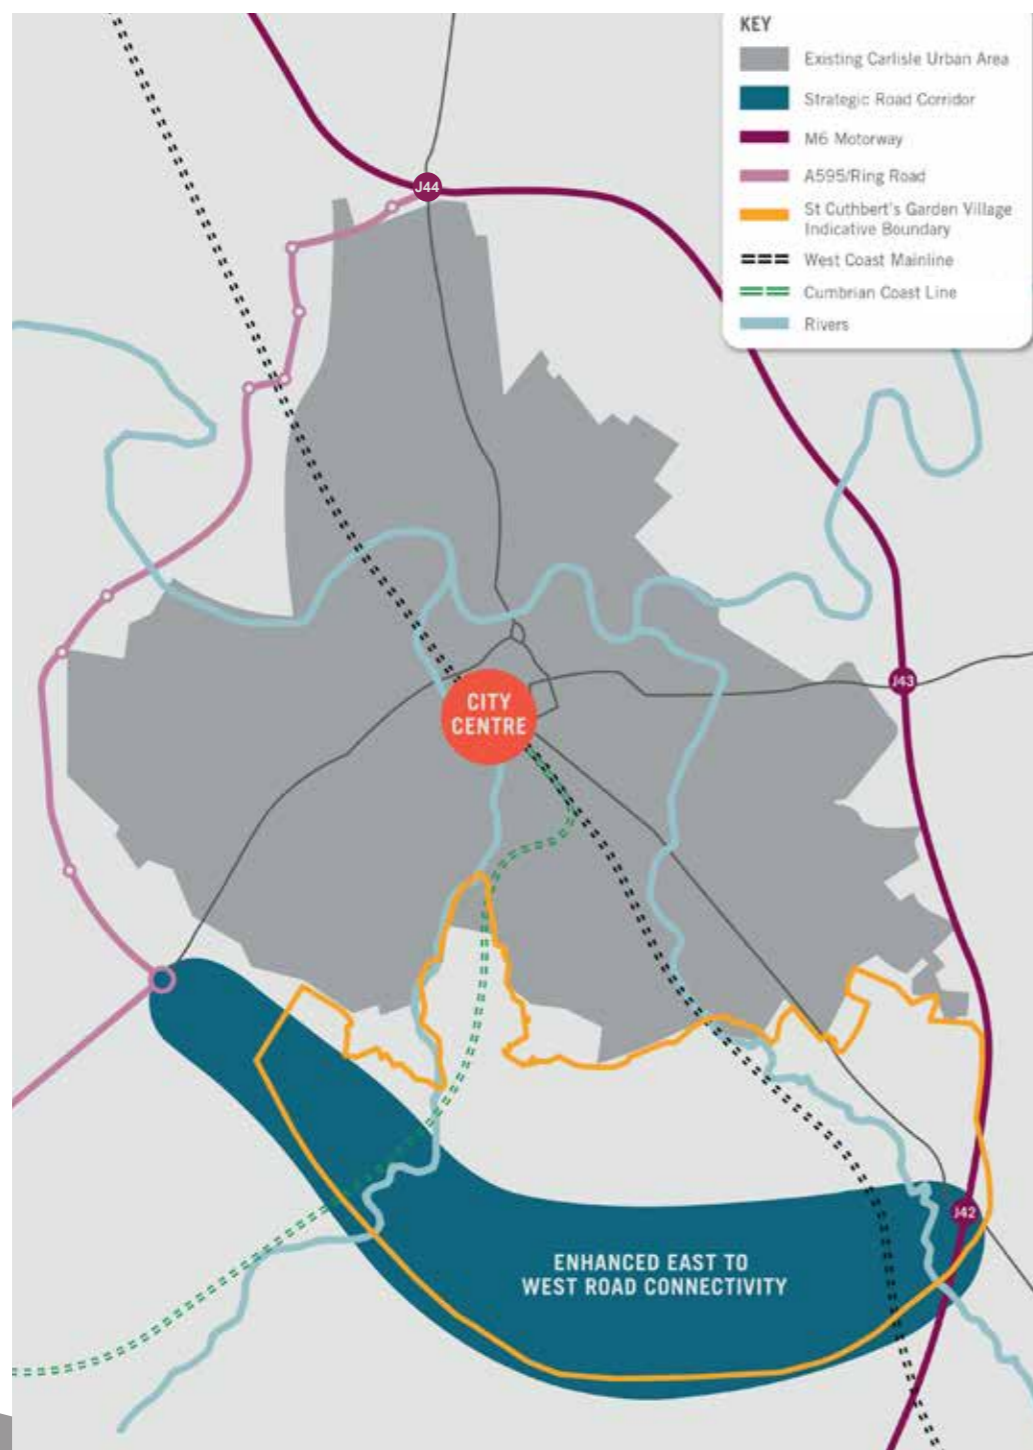 KEY
Existing Carlisle Urban Area
Strategic Road Corridor
M6 Motorway
A595/Ring Road
St Cuthbert's Garden Village
Indicative Boundary
West Coast Mainline
Cumbrian Coast Line
Rivers
J44
J43
CITY
CENTRE
J42
ENHANCED EAST TO
WEST ROAD CONNECTIVITY